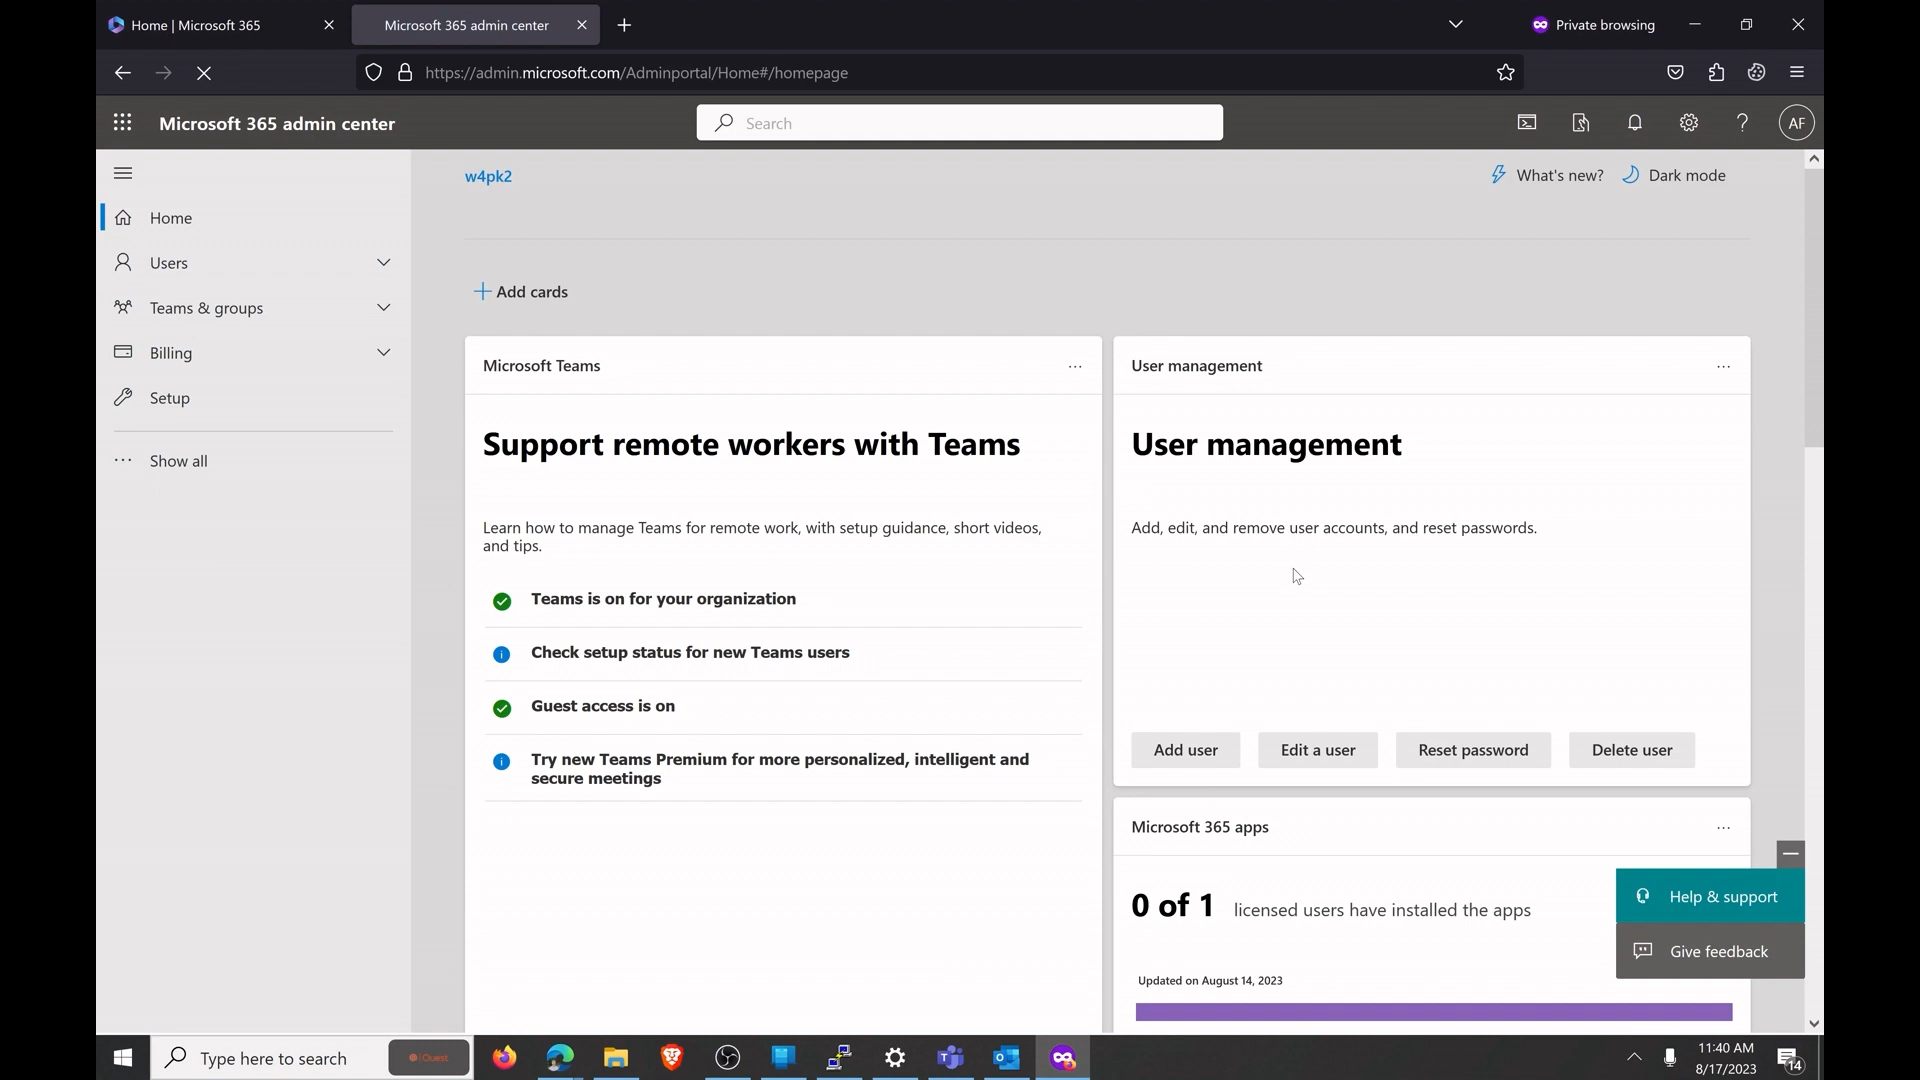 Home | Microsoft 365
Microsoft 365 admin center
Private browsing
https://admin.microsoft.com/Adminportal/Home#/homepage
Microsoft 365 admin center
Search
AF
w4pk2
What's new?
Dark mode
Home
Users
Teams & groups
Billing
Setup
Show all
Add cards
Microsoft Teams
Support remote workers with Teams
Learn how to manage Teams for remote work, with setup guidance, short videos,
and tips.
Teams is on for your organization
Check setup status for new Teams users
Guest access is on
Try new Teams Premium for more personalized, intelligent and
secure meetings
User management
User management
Add, edit, and remove user accounts, and reset passwords.
Add user
Edit a user
Reset password
Delete user
Microsoft 365 apps
0 of 1 licensed users have installed the apps
Updated on August 14, 2023
Help & support
Give feedback
Type here to search
11:40 AM
8/17/2023
14